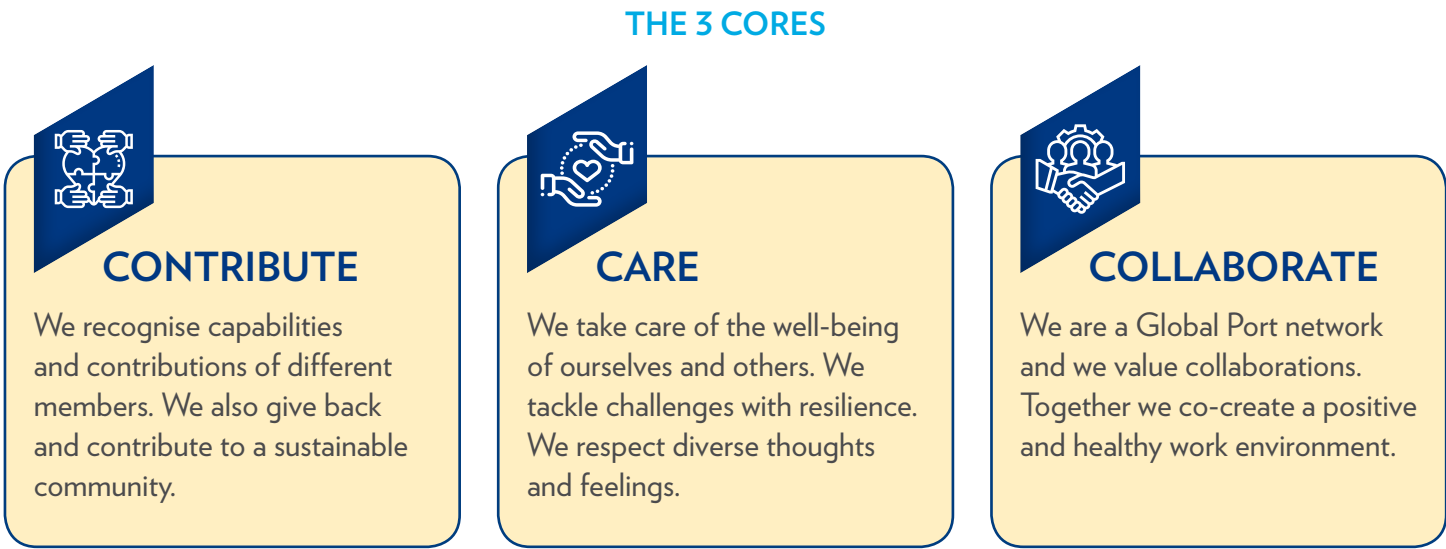 THE 3 CORES
CONTRIBUTE
We recognise capabilities
and contributions of different
members. We also give back
and contribute to a sustainable
community.
CARE
We take care of the well-being
of ourselves and others. We
tackle challenges with resilience.
We respect diverse thoughts
and feelings.
COLLABORATE
We are a Global Port network
and we value collaborations.
Together we co-create a positive
and healthy work environment.